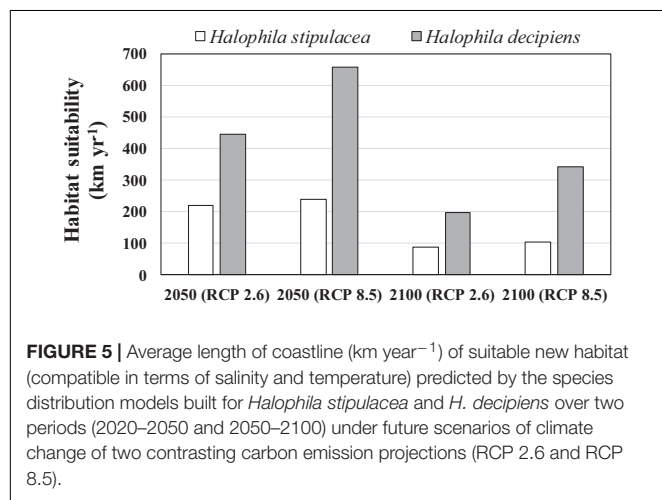 Halophila stipulacea Halophila decipiens
700
600
500
400
300
200
100
0
Habitat suitability
(km yr-1)
2050 (RCP 2.6) 2050 (RCP 8.5) 2100 (RCP 2.6) 2100 (RCP 8.5)
FIGURE 5 | Average length of coastline (km year−1) of suitable new habitat
(compatible in terms of salinity and temperature) predicted by the species
distribution models built for Halophila stipulacea and H. decipiens over two
periods (2020–2050 and 2050–2100) under future scenarios of climate
change of two contrasting carbon emission projections (RCP 2.6 and RCP
8.5).